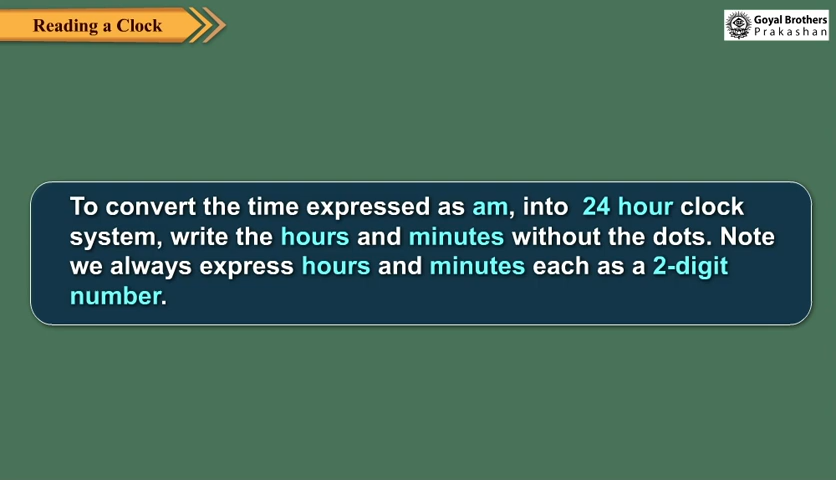 Reading a Clock
Goyal Brothers
Prakashan
To convert the time expressed as am, into 24 hour clock
system, write the hours and minutes without the dots. Note
we always express hours and minutes each as a 2-digit
number.